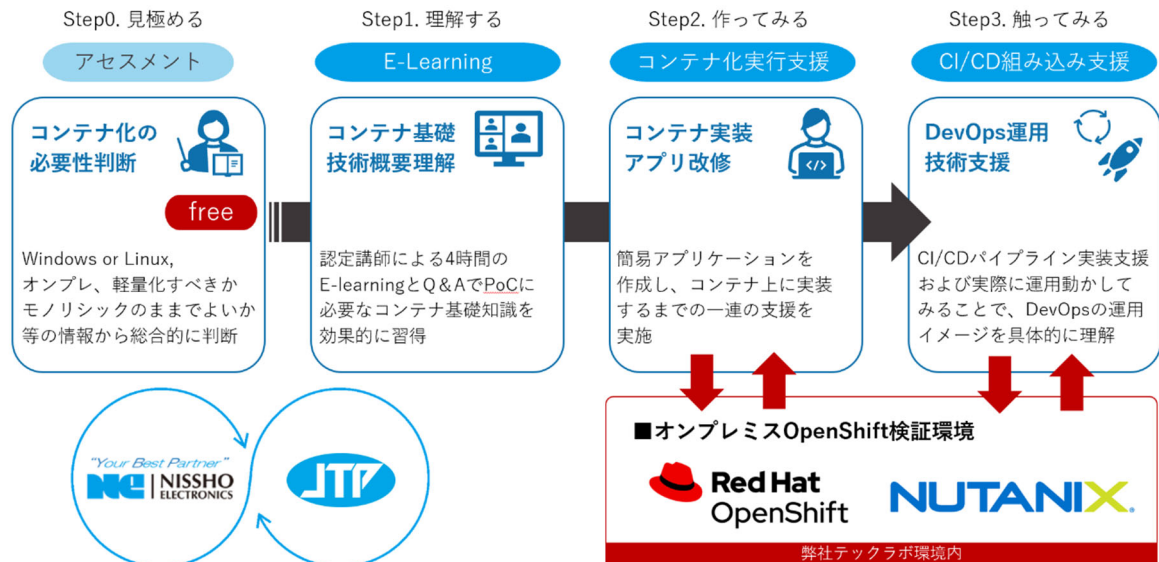 Step0. 見極める
アセスメント
コンテナ化の
必要性判断
free
Windows or Linux,
オンプレ、軽量化すべきか
モノリシックのままでよいか
等の情報から総合的に判断
Step1. 理解する
E-Learning
コンテナ基礎
技術概要理解
認定講師による4時間の
E-learningとQ&AでPoCに
必要なコンテナ基礎知識を
効果的に習得
Step2. 作ってみる
コンテナ化実行支援
コンテナ実装
アプリ改修
</>
簡易アプリケーションを
作成し、コンテナ上に実装
するまでの一連の支援を
実施
Step3. 触ってみる
CI/CD組み込み支援
DevOps運用
技術支援
CI/CDパイプライン実装支援
および実際に運用動かして
みることで、DevOpsの運用
イメージを具体的に理解
"Your Best Partner"
Ne NISSHO
ELECTRONICS
JTP
■オンプレミスOpenShift検証環境
Red Hat
OpenShift
NUTANIX.
弊社テックラボ環境内